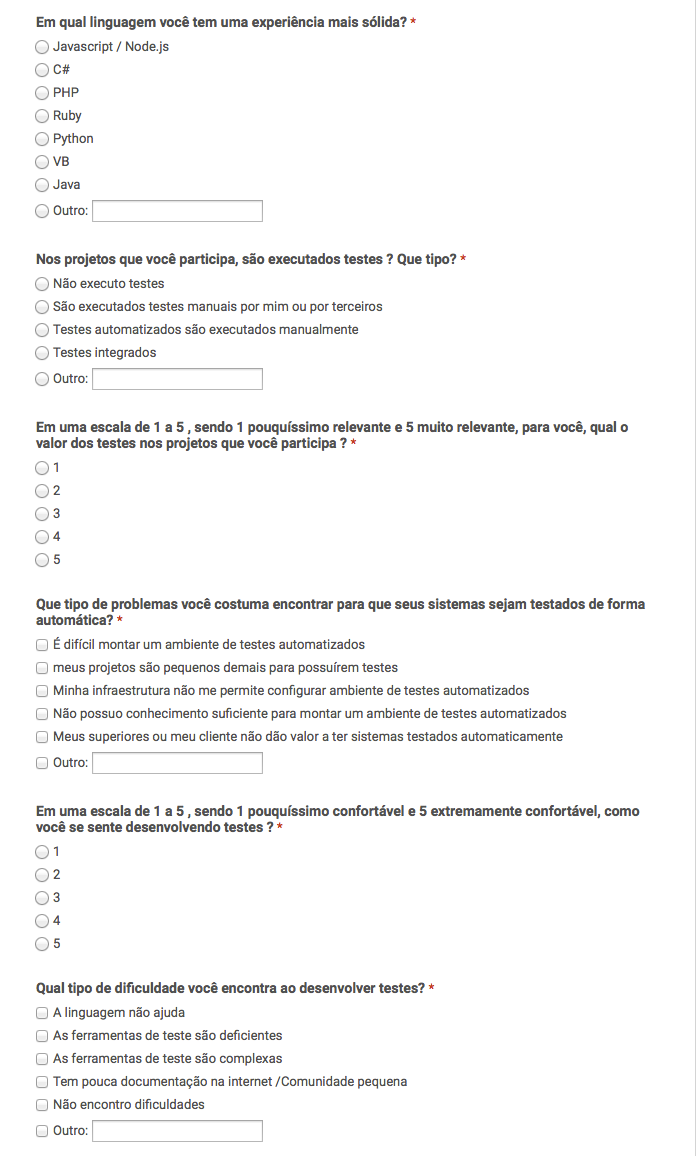 Em qual linguagem você tem uma experiência mais sólida? *
Javascript / Node.js
C#
PHP
Ruby
Python
VB
Java
Outro:
Nos projetos que você participa, são executados testes ? Que tipo? *
Não executo testes
São executados testes manuais por mim ou por terceiros
Testes automatizados são executados manualmente
Testes integrados
Outro:
Em uma escala de 1 a 5 , sendo 1 pouquíssimo relevante e 5 muito relevante, para você, qual o
valor dos testes nos projetos que você participa ? *
1
2
3
4
5
Que tipo de problemas você costuma encontrar para que seus sistemas sejam testados de forma
automática? *
É difícil montar um ambiente de testes automatizados
meus projetos são pequenos demais para possuírem testes
Minha infraestrutura não me permite configurar ambiente de testes automatizados
Não possuo conhecimento suficiente para montar um ambiente de testes automatizados
Meus superiores ou meu cliente não dão valor a ter sistemas testados automaticamente
Outro:
Em uma escala de 1 a 5 , sendo 1 pouquíssimo confortável e 5 extremamente confortável, como
você se sente desenvolvendo testes ? *
1
2
3
4
5
Qual tipo de dificuldade você encontra ao desenvolver testes? *
A linguagem não ajuda
As ferramentas de teste são deficientes
As ferramentas de teste são complexas
Tem pouca documentação na internet /Comunidade pequena
Não encontro dificuldades
Outro: